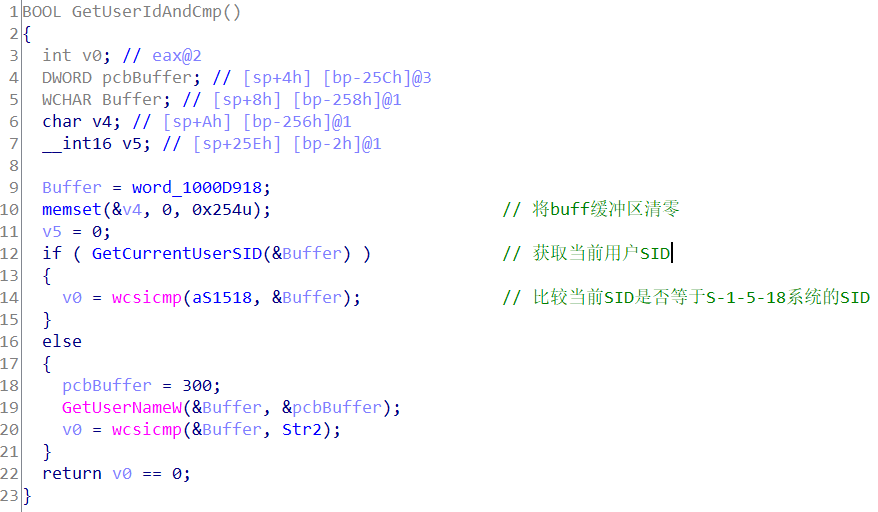 1 BOOL GetUserIdAndCmp()
2 {
3   int v0; // eax@2
4   DWORD pcbBuffer; // [sp+4h] [bp-25Ch]@3
5   WCHAR Buffer; // [sp+8h] [bp-258h]@1
6   char v4; // [sp+Ah] [bp-256h]@1
7   __int16 v5; // [sp+25Eh] [bp-2h]@1
8
9   Buffer = word_1000D918;
10   memset(&v4, 0, 0x254u); // 将buff缓冲区清零
11   v5 = 0;
12   if ( GetCurrentUserSID(&Buffer) ) // 获取当前用户SID
13   {
14     v0 = wcsicmp(aS1518, &Buffer); // 比较当前SID是否等于S-1-5-18系统的SID
15   }
16   else
17   {
18     pcbBuffer = 300;
19     GetUserNameW(&Buffer, &pcbBuffer);
20     v0 = wcsicmp(&Buffer, Str2);
21   }
22   return v0 == 0;
23 }